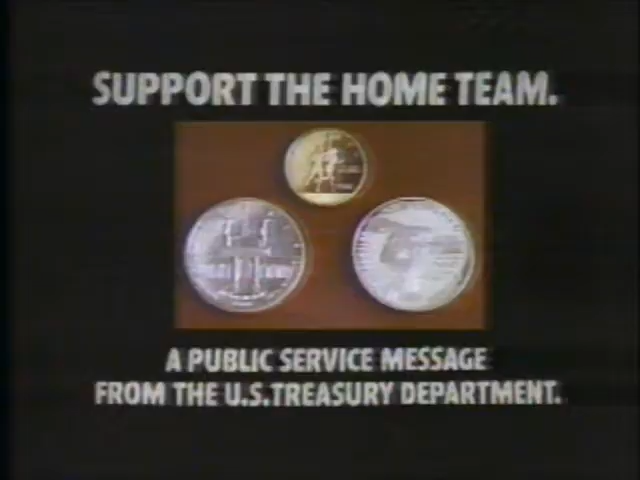 SUPPORT THE HOME TEAM.
A PUBLIC SERVICE MESSAGE
FROM THE U.S.TREASURY DEPARTMENT.